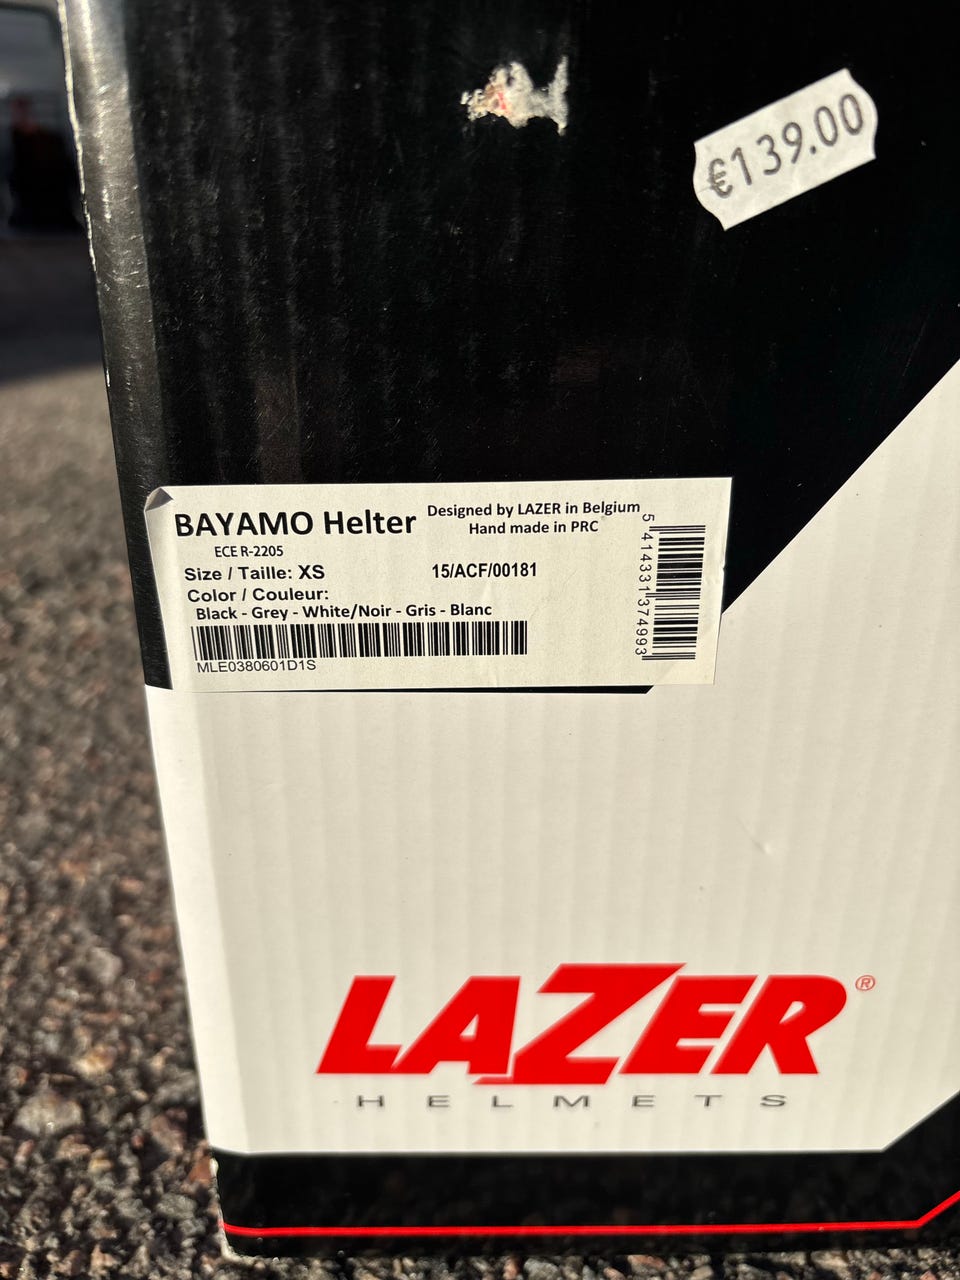 €139.00
BAYAMO Helter
Designed by LAZER in Belgium
Hand made in PRC
ECE R-2205
Size / Taille: XS
15/ACF/00181
Color / Couleur:
Black - Grey - White/Noir - Gris - Blanc
MLE0380601D1S
5 414331 374993
LAZER®
HELMETS